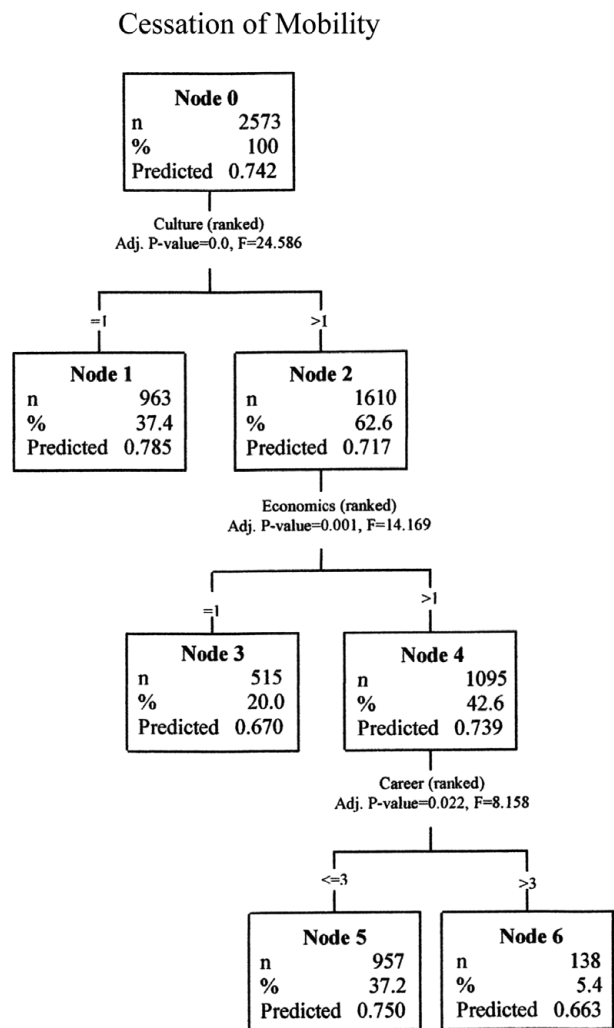 Cessation of Mobility
Node 0
n 2573
% 100
Predicted 0.742
Culture (ranked)
Adj. P-value=0.0, F=24.586
=1
>1
Node 1
n 963
% 37.4
Predicted 0.785
Node 2
n 1610
% 62.6
Predicted 0.717
Economics (ranked)
Adj. P-value=0.001, F=14.169
=1
>1
Node 3
n 515
% 20.0
Predicted 0.670
Node 4
n 1095
% 42.6
Predicted 0.739
Career (ranked)
Adj. P-value=0.022, F=8.158
<=3
>3
Node 5
n 957
% 37.2
Predicted 0.750
Node 6
n 138
% 5.4
Predicted 0.663